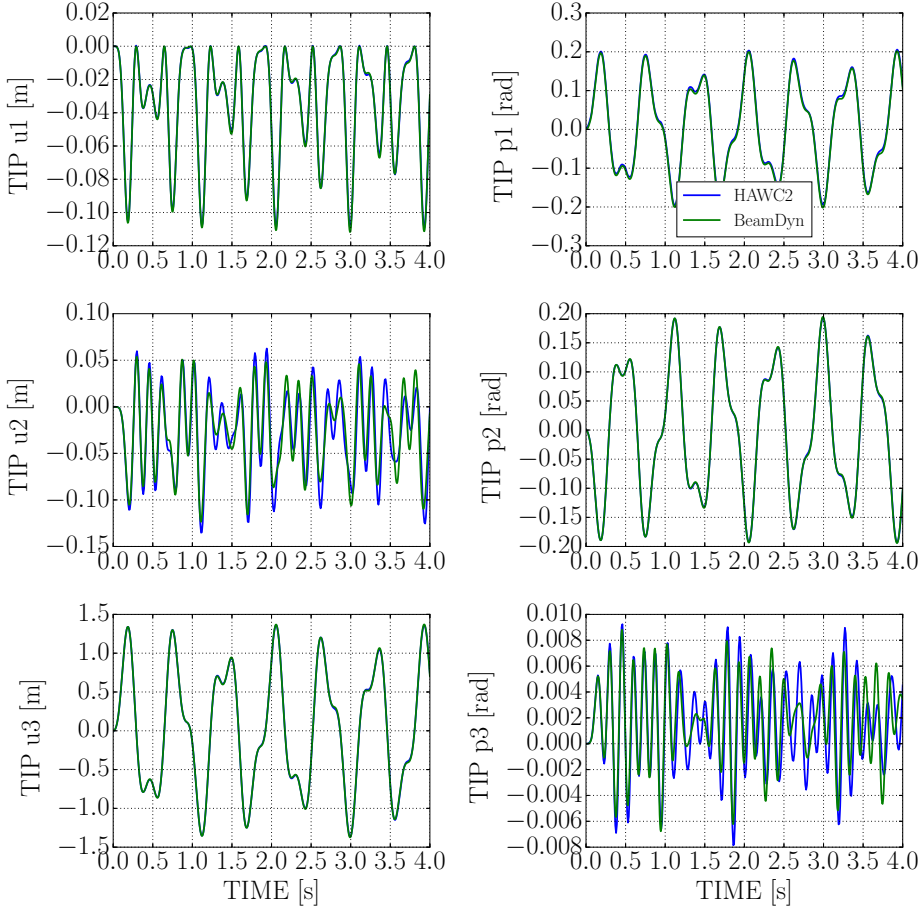 TIP u1 [m]
0.00
−0.02
−0.04
−0.06
−0.08
−0.10
−0.12
0.0 0.5 1.0 1.5 2.0 2.5 3.0 3.5 4.0
TIP p1 [rad]
0.3
0.2
0.1
0.0
−0.1
−0.2
−0.3
0.0 0.5 1.0 1.5 2.0 2.5 3.0 3.5 4.0
HAWC2
BeamDyn
TIP u2 [m]
0.10
0.05
0.00
−0.05
−0.10
−0.15
0.0 0.5 1.0 1.5 2.0 2.5 3.0 3.5 4.0
TIP p2 [rad]
0.20
0.15
0.10
0.05
0.00
−0.05
−0.10
−0.15
−0.20
0.0 0.5 1.0 1.5 2.0 2.5 3.0 3.5 4.0
TIP u3 [m]
1.5
1.0
0.5
0.0
−0.5
−1.0
−1.5
0.0 0.5 1.0 1.5 2.0 2.5 3.0 3.5 4.0
TIME [s]
TIP p3 [rad]
0.010
0.008
0.006
0.004
0.002
0.000
−0.002
−0.004
−0.006
−0.008
0.0 0.5 1.0 1.5 2.0 2.5 3.0 3.5 4.0
TIME [s]